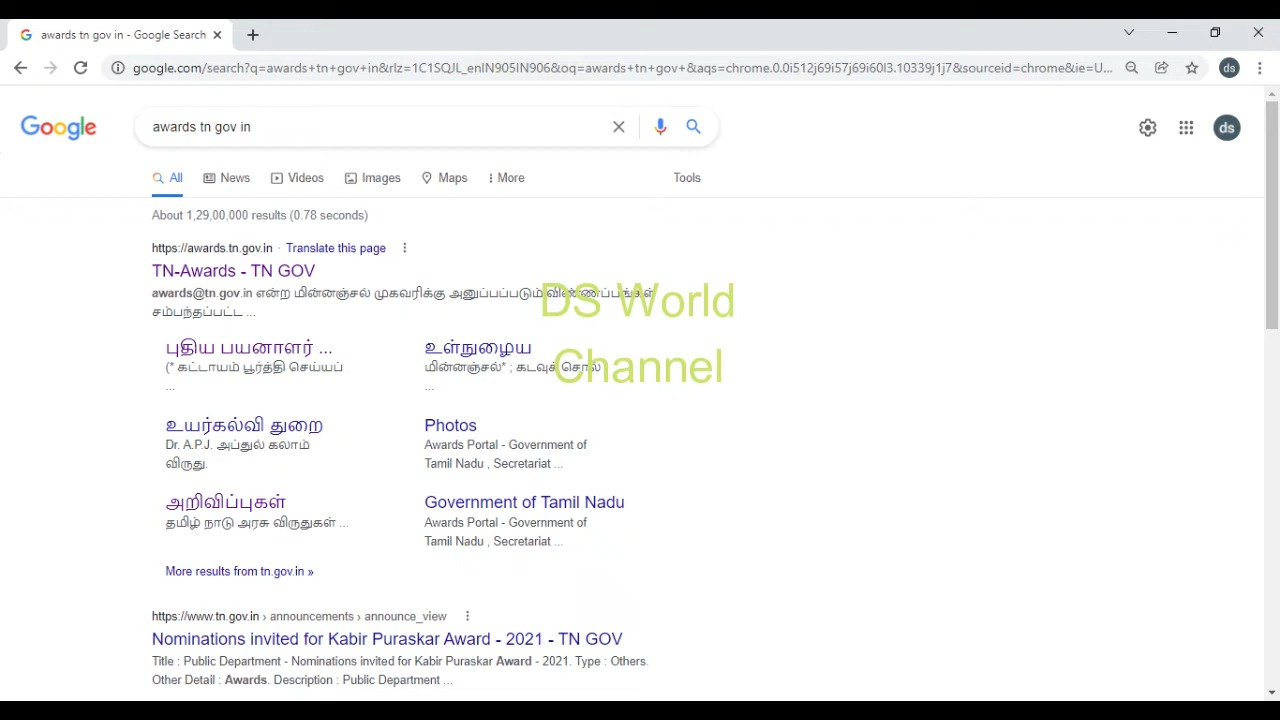 awards tn gov in - Google Search
google.com/search?q=awards+tn+gov+in&rlz=1C1SQJL_enIN905IN906&oq=awards+tn+gov+&aqs=chrome.0.0i512j69i57j69i60l3.10339j1j7&sourceid=chrome&ie=U...
ds
Google
awards tn gov in
ds
All News Videos Images Maps More Tools
About 1,29,00,000 results (0.78 seconds)
https://awards.tn.gov.in · Translate this page
TN-Awards - TN GOV
awards@tn.gov.in என்ற மின்னஞ்சல் முகவரிக்கு அனுப்பப்படும் விண்ணப்பங்கள்
சம்பந்தப்பட்ட ...
DS World
Channel
புதிய பயனாளர் ...
(* கட்டாயம் பூர்த்தி செய்யப்
...
உள்நுழைய
மின்னஞ்சல்* ; கடவுச் சொல்
...
உயர்கல்வி துறை
Dr. A.P.J. அப்துல் கலாம்
விருது.
Photos
Awards Portal - Government of
Tamil Nadu , Secretariat ...
அறிவிப்புகள்
தமிழ் நாடு அரசு விருதுகள் ...
Government of Tamil Nadu
Awards Portal - Government of
Tamil Nadu , Secretariat ...
More results from tn.gov.in »
https://www.tn.gov.in › announcements › announce_view
Nominations invited for Kabir Puraskar Award - 2021 - TN GOV
Title : Public Department - Nominations invited for Kabir Puraskar Award - 2021. Type : Others.
Other Detail : Awards. Description : Public Department ...